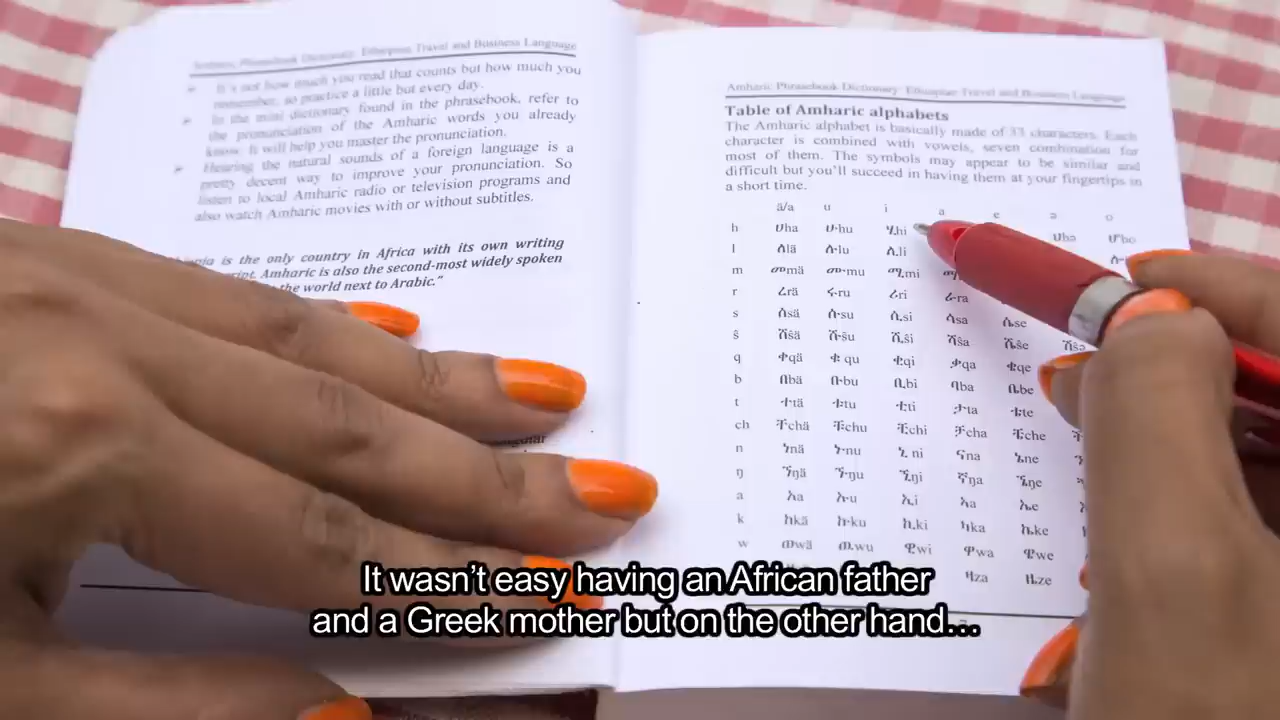 Amharic Phrasebook Dictionary: Ethiopian Travel and Business Language
It's not how much you read that counts but how much you
remember, so practice a little but every day.
In the mini dictionary found in the phrasebook, refer to
the pronunciation of the Amharic words you already
know. It will help you master the pronunciation.
Hearing the natural sounds of a foreign language is a
pretty decent way to improve your pronunciation. So
listen to local Amharic radio or television programs and
also watch Amharic movies with or without subtitles.
is the only country in Africa with its own writing
Amharic is also the second-most widely spoken
the world next to Arabic."
Amharic Phrasebook Dictionary: Ethiopian Travel and Business Language
Table of Amharic alphabets
The Amharic alphabet is basically made of 33 characters. Each
character is combined with vowels, seven combination for
most of them. The symbols may appear to be similar and
difficult but you'll succeed in having them at your fingertips in
a short time.
ä/a u i a e ə o
h ሀha ሁhu ሂhi ህhə ሆho
l ለlä ሉlu ሊli
m መmä ሙmu ሚmi
r ረrä ሩru ሪri ራra
s ሰsä ሱsu ሲsi ሳsa ሴse
š ሸšä ሹšu ሺši ሻša ሼše ሽšə
q ቀqä ቁqu ቂqi ቃqa ቄqe
b በbä ቡbu ቢbi ባba ቤbe
t ተtä ቱtu ቲti ታta ቴte
ch ቸchä ቹchu ቺchi ቻcha ቼche
n ነnä ኑnu ኒni ናna ኔne
ŋ ኘŋä ኙŋu ኚŋi ኛŋa ኜŋe
a አa ኡu ኢi ኣa ኤe
k ከkä ኩku ኪki ካka ኬke
w ወwä ዉwu ዊwi ዋwa ዌwe
ዛza ዜze
It wasn't easy having an African father
and a Greek mother but on the other hand...